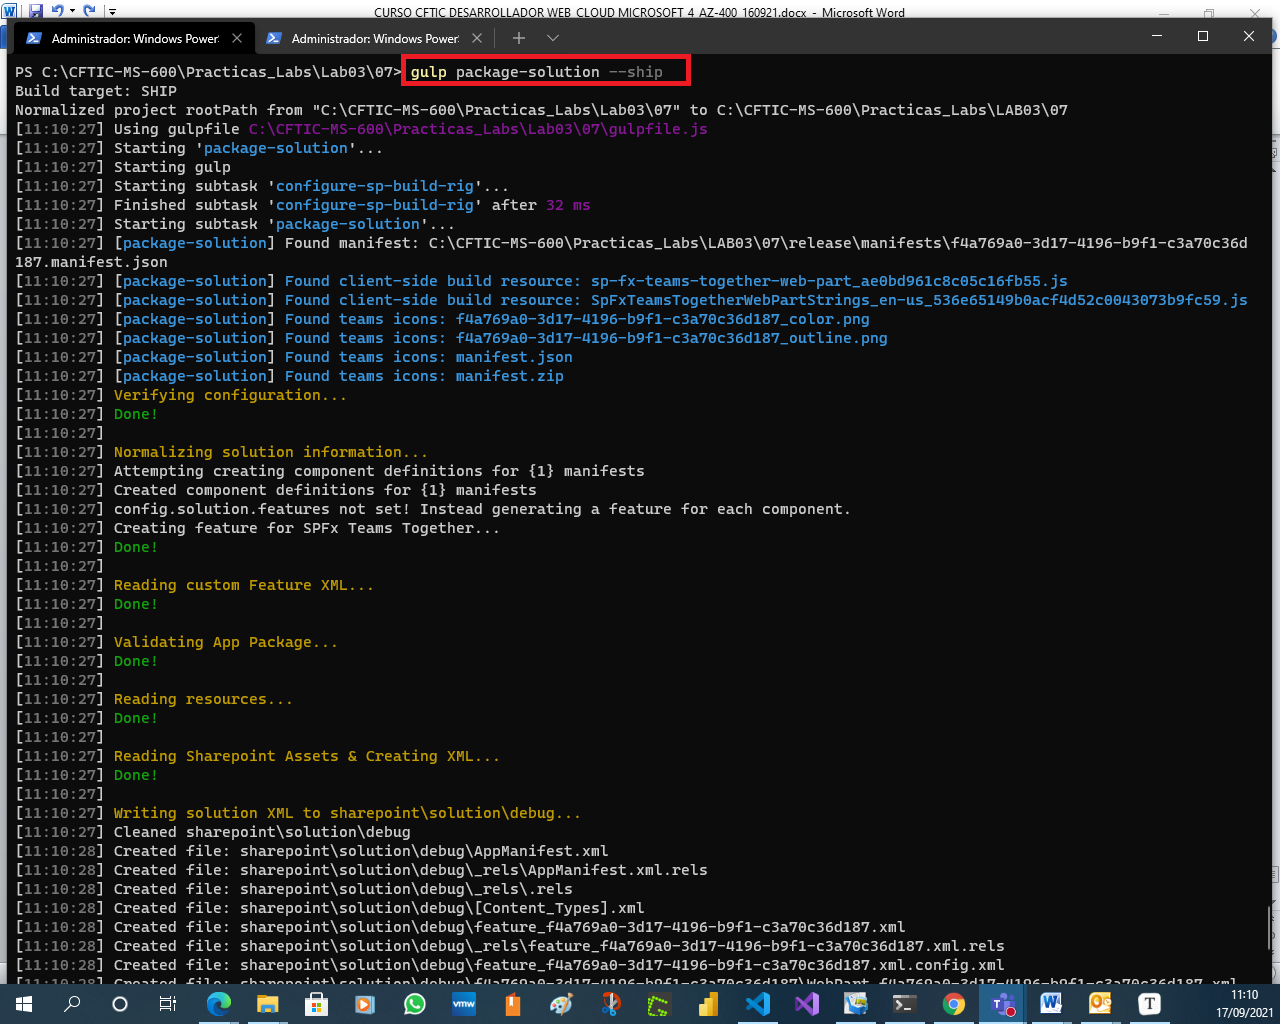 CURSO CFTIC DESARROLLADOR WEB CLOUD MICROSOFT 4 AZ-400_160921.docx - Microsoft Word
Administrador: Windows Power Administrador: Windows Power
PS C:\CFTIC-MS-600\Practicas_Labs\Lab03\07> gulp package-solution --ship
Build target: SHIP
Normalized project rootPath from "C:\CFTIC-MS-600\Practicas_Labs\Lab03\07" to C:\CFTIC-MS-600\Practicas_Labs\LAB03\07
[11:10:27] Using gulpfile C:\CFTIC-MS-600\Practicas_Labs\Lab03\07\gulpfile.js
[11:10:27] Starting 'package-solution'...
[11:10:27] Starting gulp
[11:10:27] Starting subtask 'configure-sp-build-rig'...
[11:10:27] Finished subtask 'configure-sp-build-rig' after 32 ms
[11:10:27] Starting subtask 'package-solution'...
[11:10:27] [package-solution] Found manifest: C:\CFTIC-MS-600\Practicas_Labs\LAB03\07\release\manifests\f4a769a0-3d17-4196-b9f1-c3a70c36d
187.manifest.json
[11:10:27] [package-solution] Found client-side build resource: sp-fx-teams-together-web-part_ae0bd961c8c05c16fb55.js
[11:10:27] [package-solution] Found client-side build resource: SpFxTeamsTogetherWebPartStrings_en-us_536e65149b0acf4d52c0043073b9fc59.js
[11:10:27] [package-solution] Found teams icons: f4a769a0-3d17-4196-b9f1-c3a70c36d187_color.png
[11:10:27] [package-solution] Found teams icons: f4a769a0-3d17-4196-b9f1-c3a70c36d187_outline.png
[11:10:27] [package-solution] Found teams icons: manifest.json
[11:10:27] [package-solution] Found teams icons: manifest.zip
[11:10:27] Verifying configuration...
[11:10:27] Done!
[11:10:27]
[11:10:27] Normalizing solution information...
[11:10:27] Attempting creating component definitions for {1} manifests
[11:10:27] Created component definitions for {1} manifests
[11:10:27] config.solution.features not set! Instead generating a feature for each component.
[11:10:27] Creating feature for SPFx Teams Together...
[11:10:27] Done!
[11:10:27]
[11:10:27] Reading custom Feature XML...
[11:10:27] Done!
[11:10:27]
[11:10:27] Validating App Package...
[11:10:27] Done!
[11:10:27]
[11:10:27] Reading resources...
[11:10:27] Done!
[11:10:27]
[11:10:27] Reading Sharepoint Assets & Creating XML...
[11:10:27] Done!
[11:10:27]
[11:10:27] Writing solution XML to sharepoint\solution\debug...
[11:10:27] Cleaned sharepoint\solution\debug
[11:10:28] Created file: sharepoint\solution\debug\AppManifest.xml
[11:10:28] Created file: sharepoint\solution\debug\_rels\AppManifest.xml.rels
[11:10:28] Created file: sharepoint\solution\debug\_rels\.rels
[11:10:28] Created file: sharepoint\solution\debug\[Content_Types].xml
[11:10:28] Created file: sharepoint\solution\debug\feature_f4a769a0-3d17-4196-b9f1-c3a70c36d187.xml
[11:10:28] Created file: sharepoint\solution\debug\_rels\feature_f4a769a0-3d17-4196-b9f1-c3a70c36d187.xml.rels
[11:10:28] Created file: sharepoint\solution\debug\feature_f4a769a0-3d17-4196-b9f1-c3a70c36d187.xml.config.xml
[11:10:28] Created file: sharepoint\solution\debug\f4a769a0-3d17-4196-b9f1-c3a70c36d187\WebPart_f4a769a0-3d17-4196-b9f1-c3a70c36d187.xml
vmw
11:10
17/09/2021